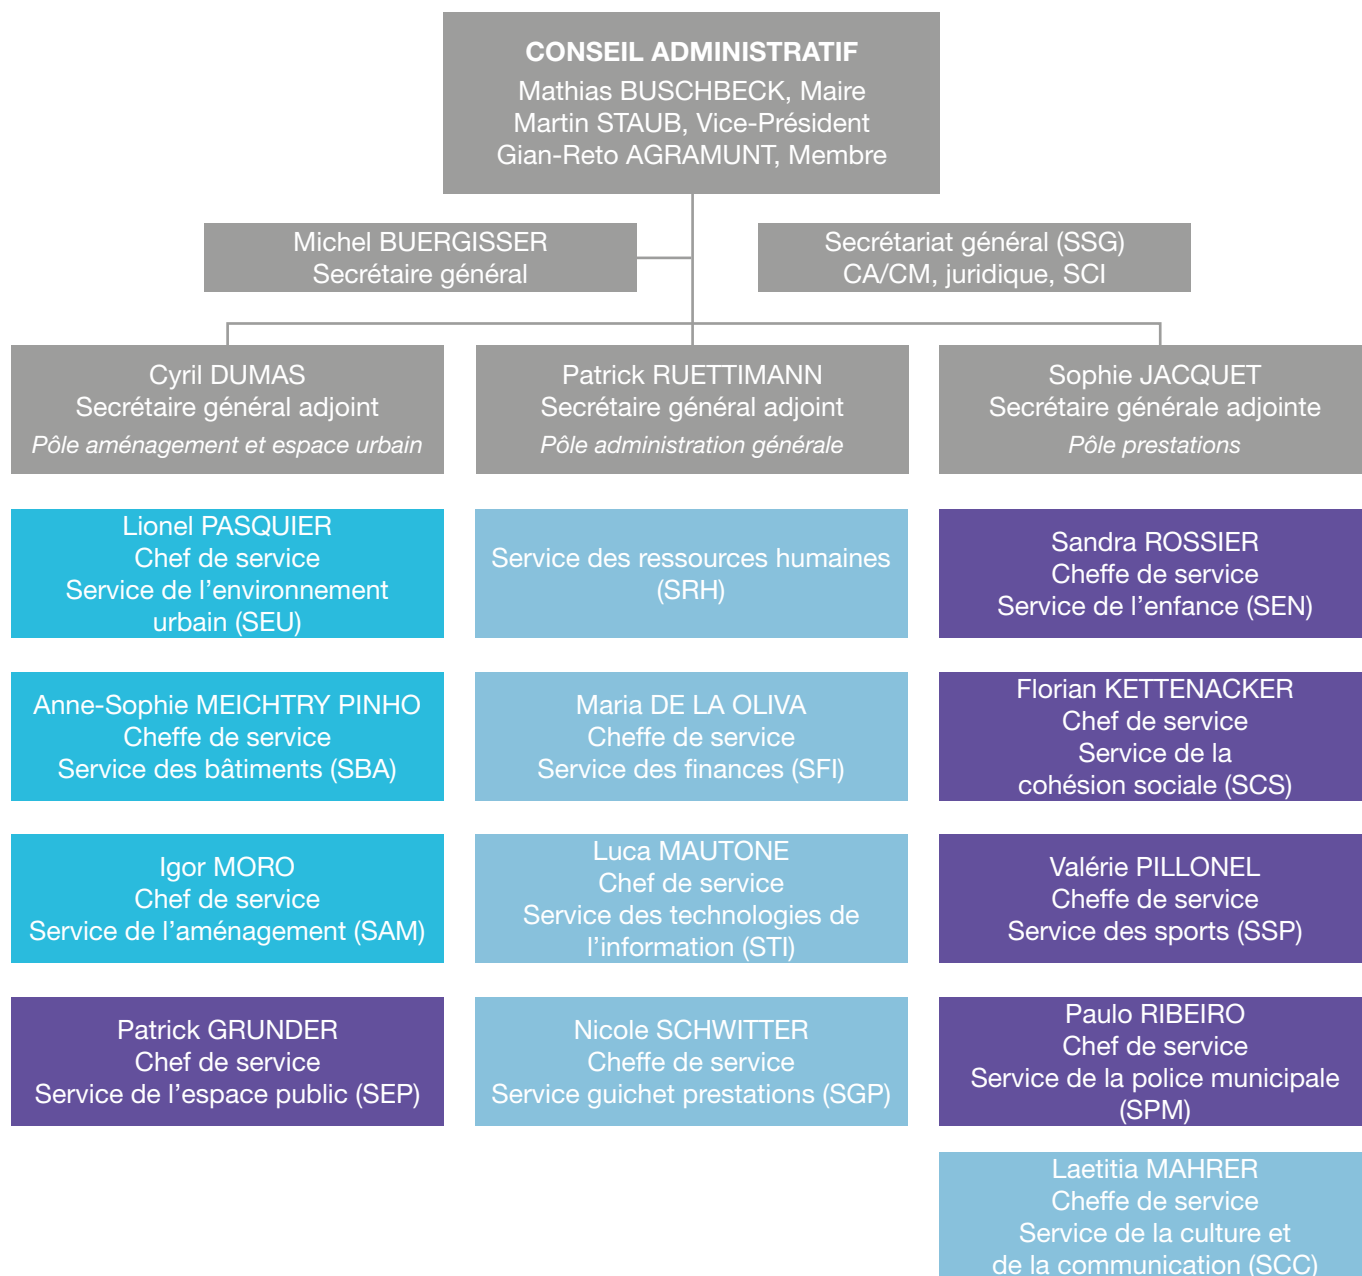 CONSEIL ADMINISTRATIF
Mathias BUSCHBECK, Maire
Martin STAUB, Vice-Président
Gian-Reto AGRAMUNT, Membre
Michel BUERGISSER
Secrétaire général
Secrétariat général (SSG)
CA/CM, juridique, SCI
Cyril DUMAS
Secrétaire général adjoint
Pôle aménagement et espace urbain
Patrick RUETTIMANN
Secrétaire général adjoint
Pôle administration générale
Sophie JACQUET
Secrétaire générale adjointe
Pôle prestations
Lionel PASQUIER
Chef de service
Service de l’environnement
urbain (SEU)
Service des ressources humaines
(SRH)
Sandra ROSSIER
Cheffe de service
Service de l’enfance (SEN)
Anne-Sophie MEICHTRY PINHO
Cheffe de service
Service des bâtiments (SBA)
Maria DE LA OLIVA
Cheffe de service
Service des finances (SFI)
Florian KETTENACKER
Chef de service
Service de la
cohésion sociale (SCS)
Igor MORO
Chef de service
Service de l’aménagement (SAM)
Luca MAUTONE
Chef de service
Service des technologies de
l’information (STI)
Valérie PILLONEL
Cheffe de service
Service des sports (SSP)
Patrick GRUNDER
Chef de service
Service de l’espace public (SEP)
Nicole SCHWITTER
Cheffe de service
Service guichet prestations (SGP)
Paulo RIBEIRO
Chef de service
Service de la police municipale
(SPM)
Laetitia MAHRER
Cheffe de service
Service de la culture et
de la communication (SCC)